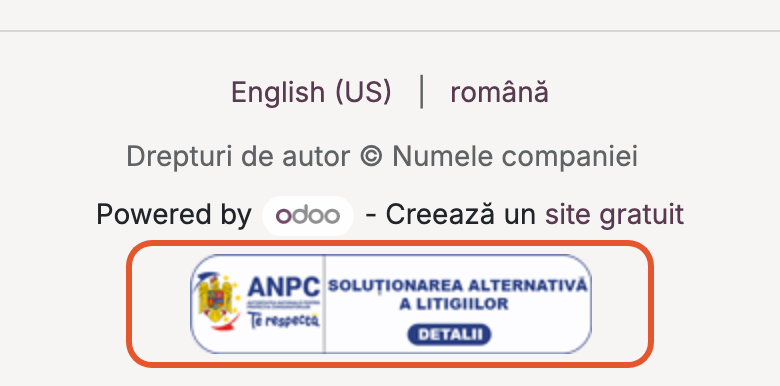 English (US) | română
Drepturi de autor © Numele companiei
Powered by odoo - Creează un site gratuit
ANPC
Te respectă
SOLUȚIONAREA ALTERNATIVĂ
A LITIGIILOR
DETALII